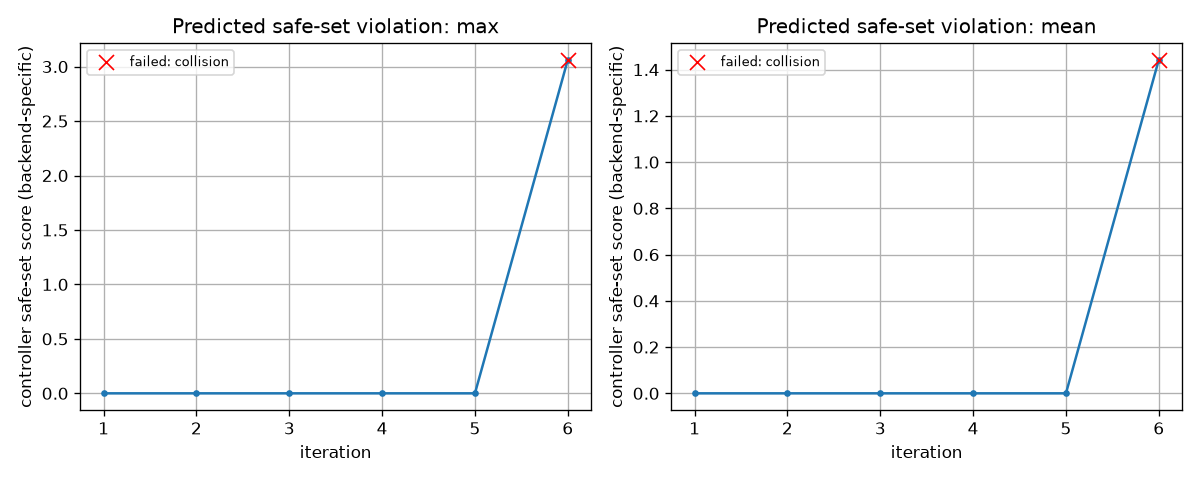 Predicted safe-set violation: max
controller safe-set score (backend-specific)
failed: collision
3.0
2.5
2.0
1.5
1.0
0.5
0.0
1 2 3 4 5 6
iteration
Predicted safe-set violation: mean
controller safe-set score (backend-specific)
failed: collision
1.4
1.2
1.0
0.8
0.6
0.4
0.2
0.0
1 2 3 4 5 6
iteration